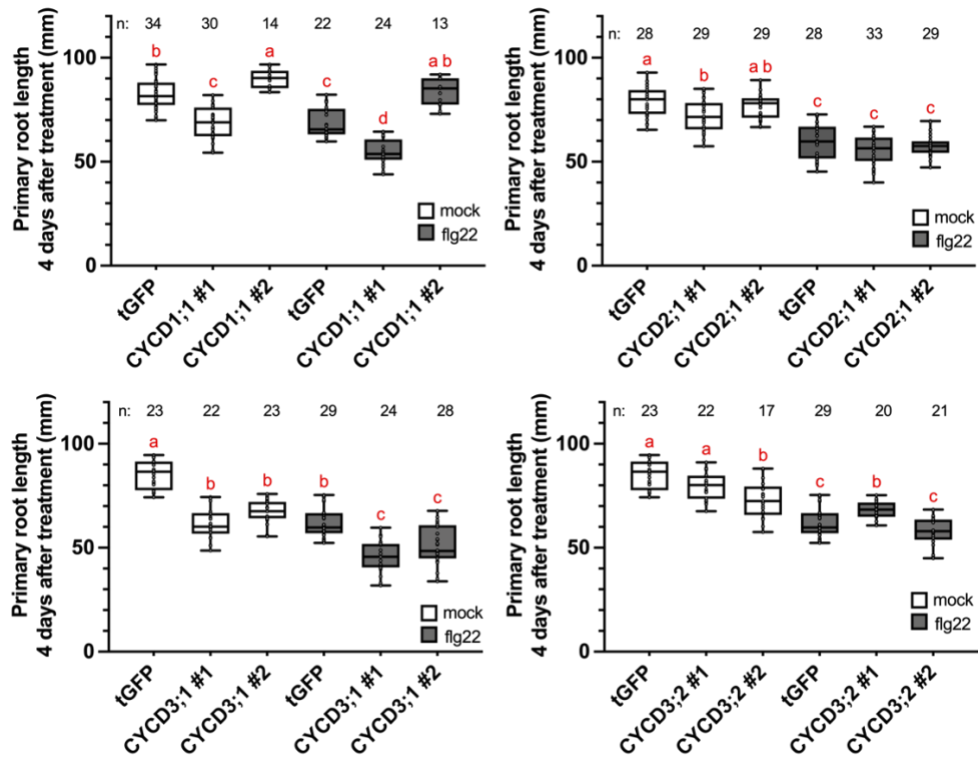 n: 34 30 14 22 24 13
b c a c d a b
Primary root length
4 days after treatment (mm)
100
50
0
mock
flg22
tGFP
CYCD1;1 #1
CYCD1;1 #2
tGFP
CYCD1;1 #1
CYCD1;1 #2
n: 28 29 29 28 33 29
a b a b c c c
Primary root length
4 days after treatment (mm)
100
50
0
mock
flg22
tGFP
CYCD2;1 #1
CYCD2;1 #2
tGFP
CYCD2;1 #1
CYCD2;1 #2
n: 23 22 23 29 24 28
a b b b c c
Primary root length
4 days after treatment (mm)
100
50
0
mock
flg22
tGFP
CYCD3;1 #1
CYCD3;1 #2
tGFP
CYCD3;1 #1
CYCD3;1 #2
n: 23 22 17 29 20 21
a a b c b c
Primary root length
4 days after treatment (mm)
100
50
0
mock
flg22
tGFP
CYCD3;2 #1
CYCD3;2 #2
tGFP
CYCD3;2 #1
CYCD3;2 #2